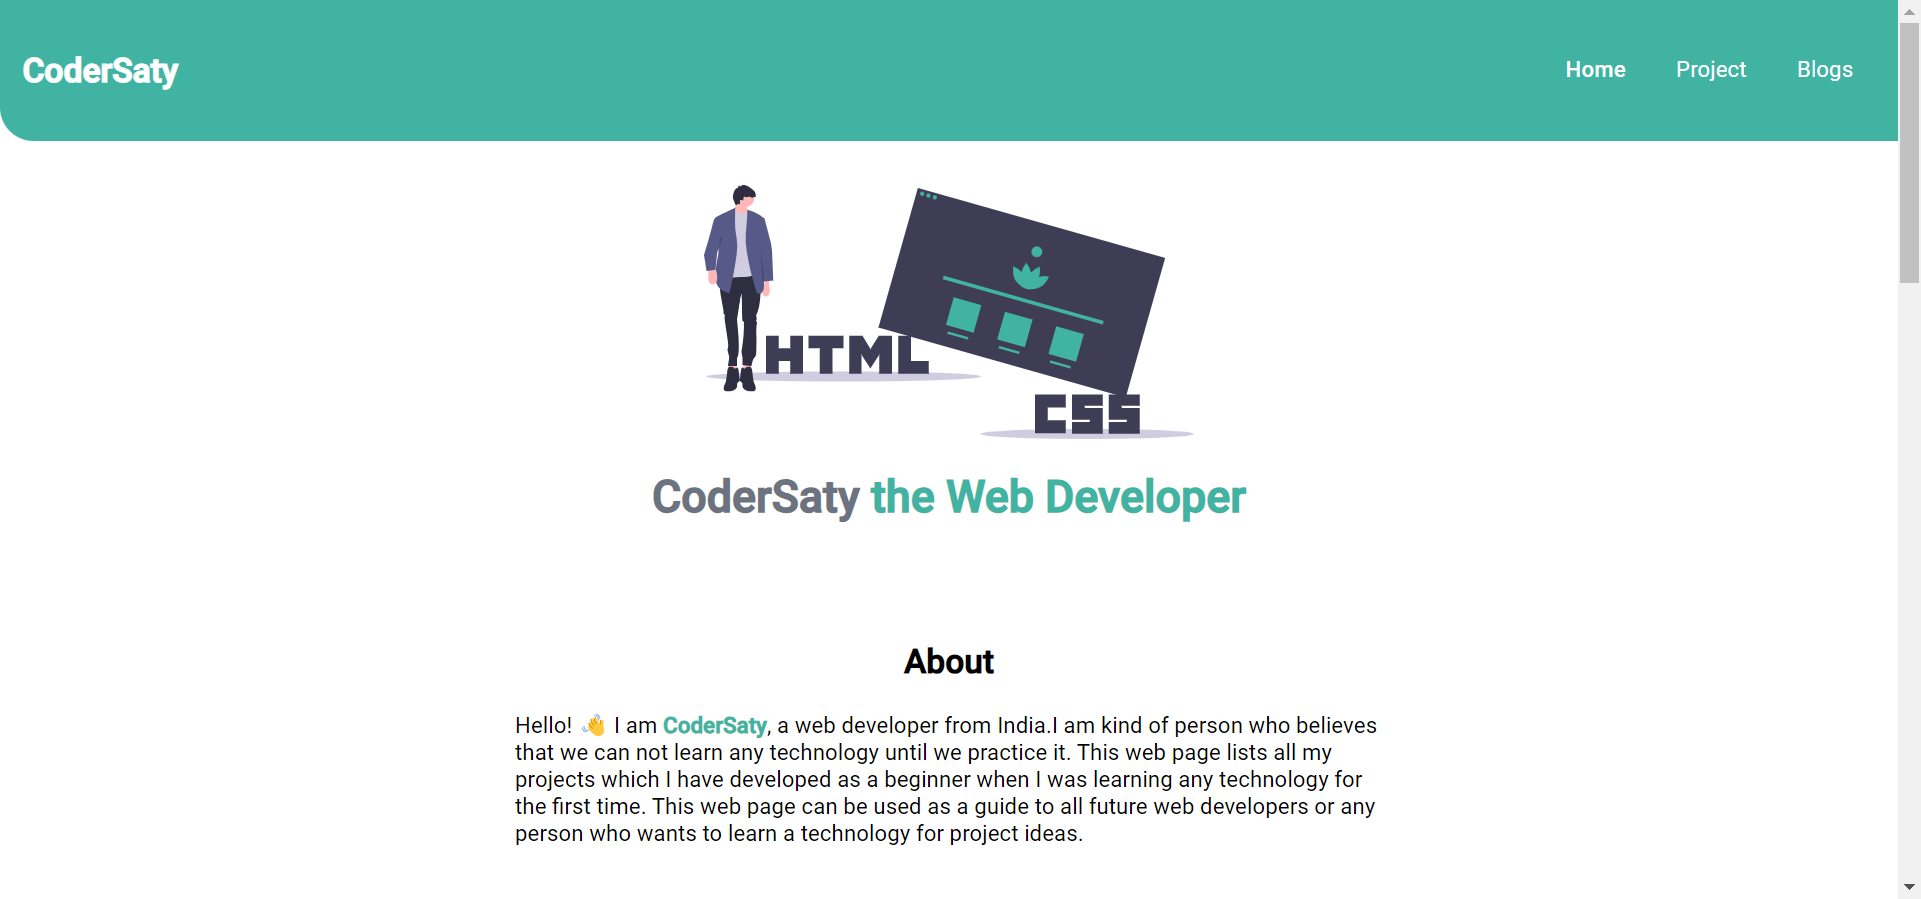 CoderSaty
Home Project Blogs
HTML
CSS
CoderSaty the Web Developer
About
Hello! 👋 I am CoderSaty, a web developer from India.I am kind of person who believes
that we can not learn any technology until we practice it. This web page lists all my
projects which I have developed as a beginner when I was learning any technology for
the first time. This web page can be used as a guide to all future web developers or any
person who wants to learn a technology for project ideas.